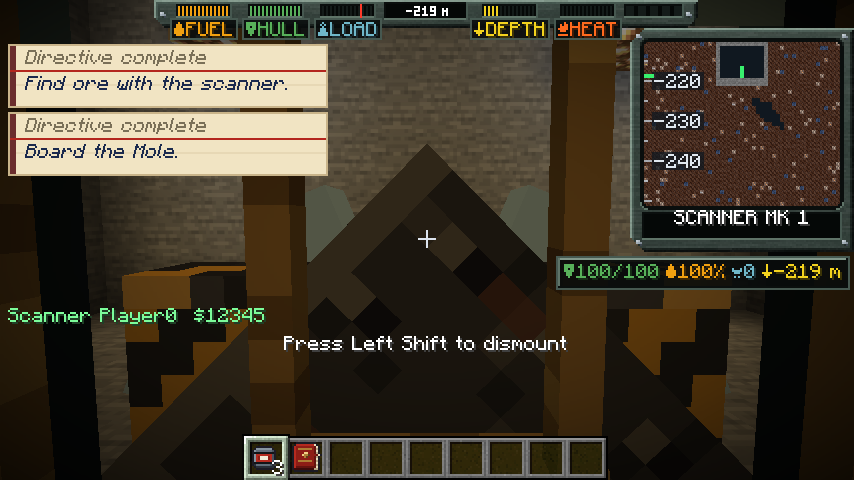 -219 M
FUEL
HULL
LOAD
DEPTH
HEAT
Directive complete
Find ore with the scanner.
Directive complete
Board the Mole.
-220
-230
-240
SCANNER MK 1
100/100 100% 0 -219 m
Scanner Player0 $12345
Press Left Shift to dismount
3